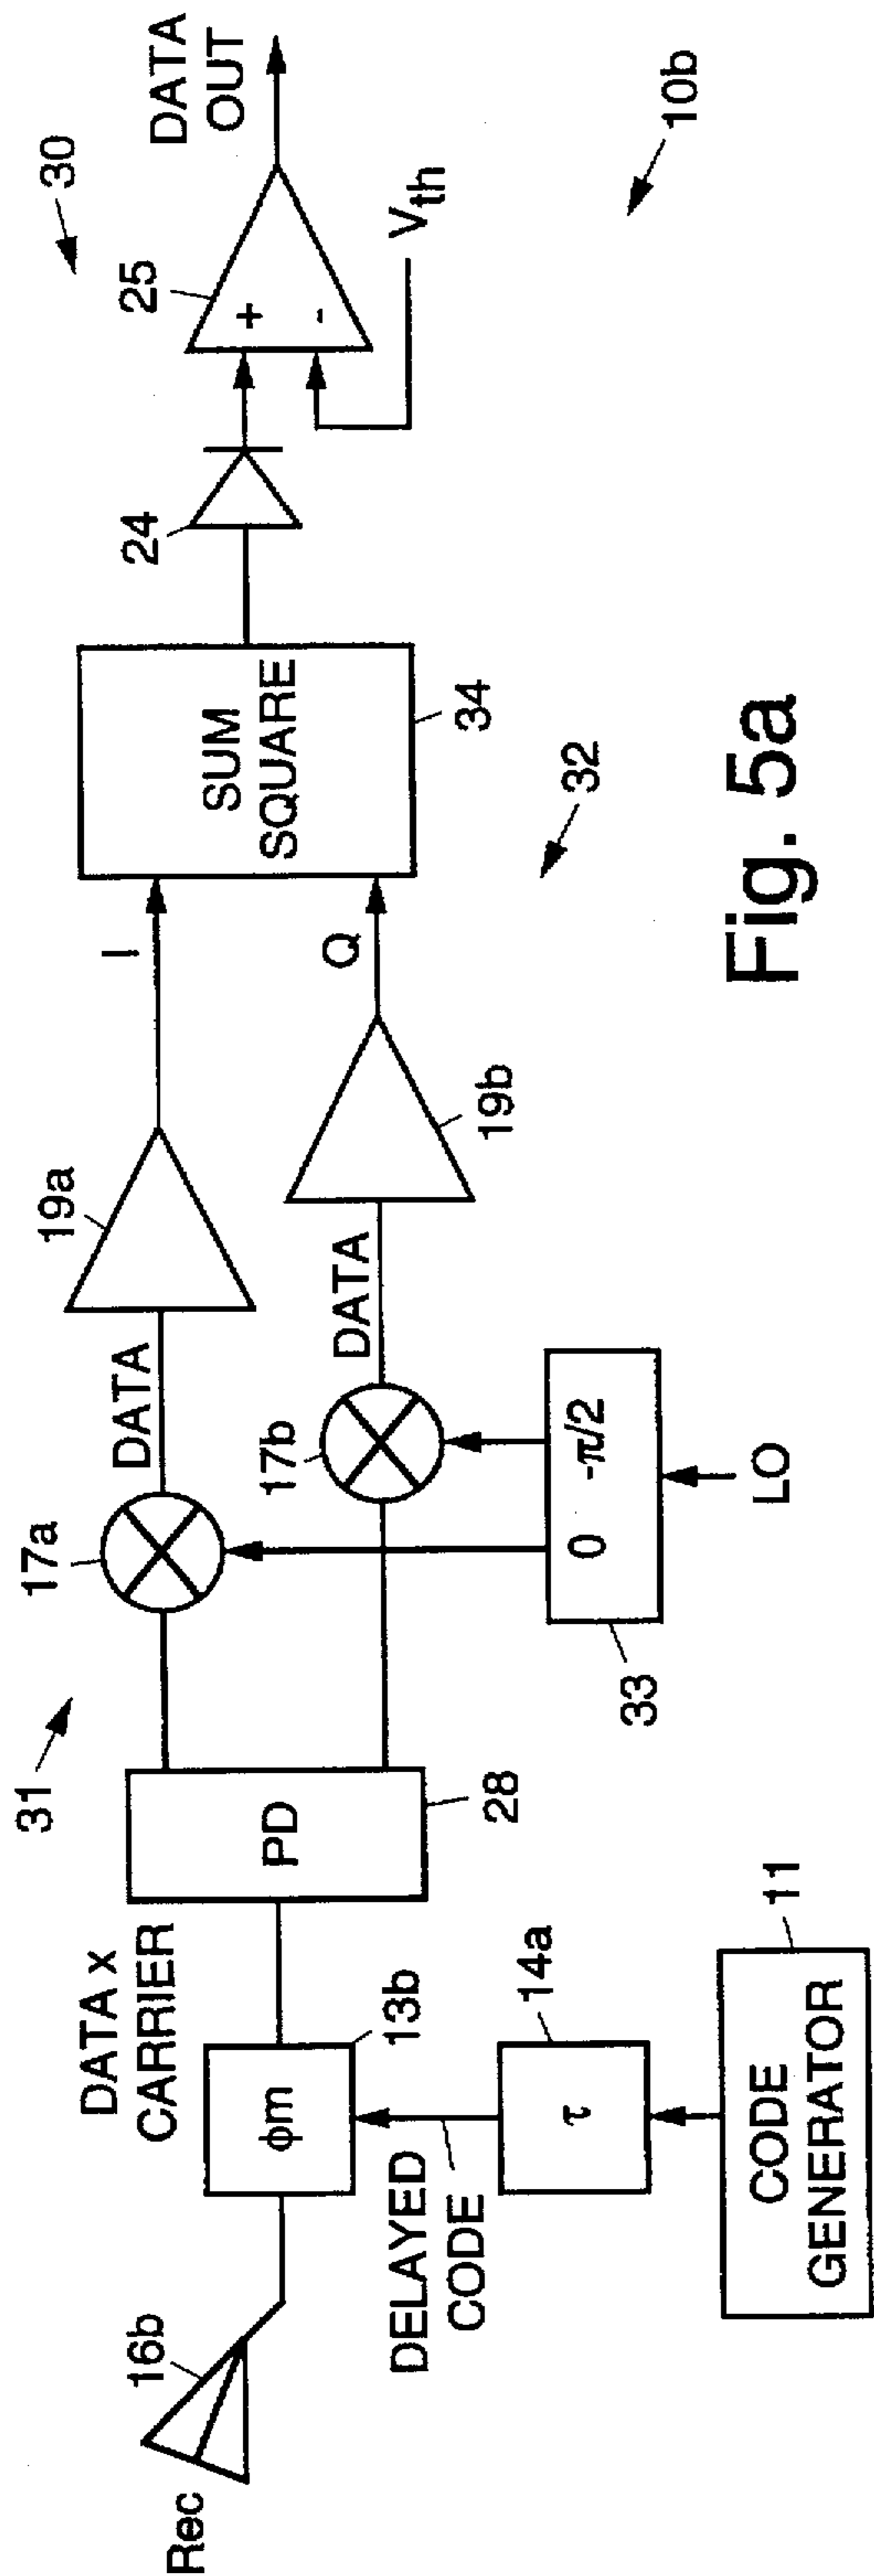 Rec
16b
DATA x
CARRIER
φm
13b
DELAYED
CODE
τ
14a
CODE
GENERATOR
11
31
PD
28
17a
DATA
19a
I
17b
DATA
19b
Q
0 -π/2
33
LO
SUM
SQUARE
34
32
24
25
+
-
Vth
30
DATA
OUT
10b
Fig. 5a